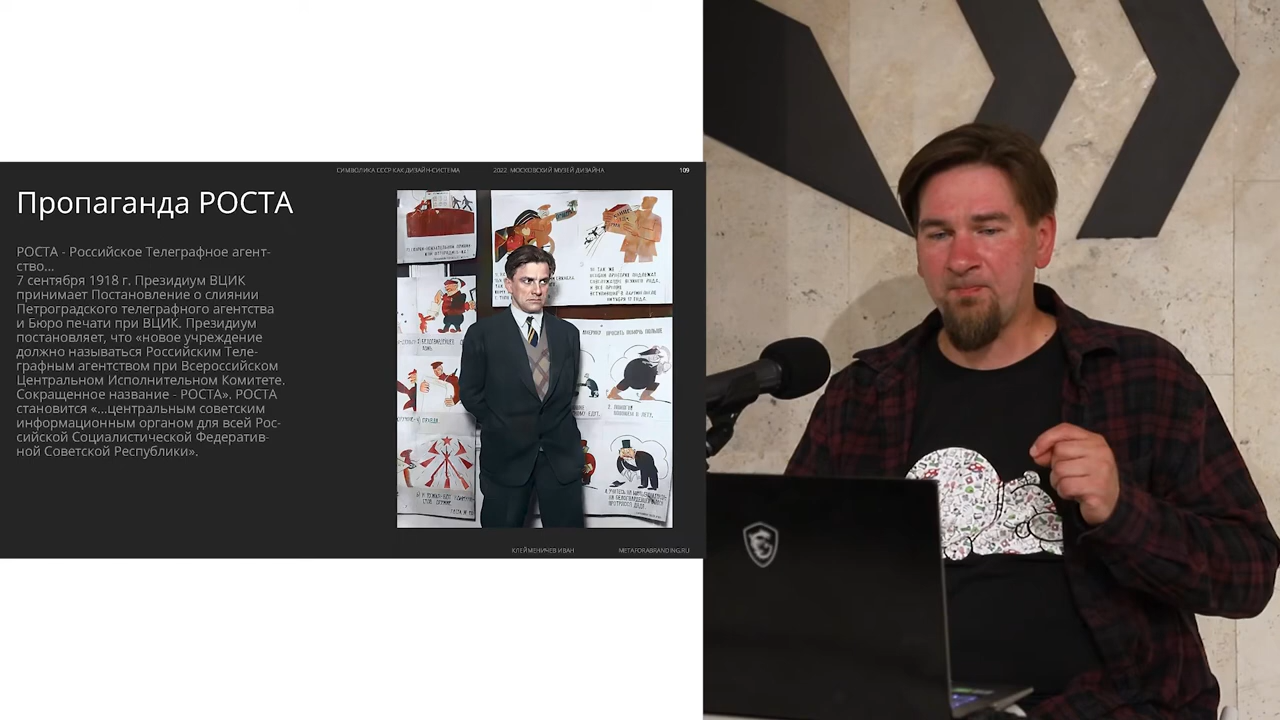 СИМВОЛИКА СССР КАК ДИЗАЙН-СИСТЕМА
2022 МОСКОВСКИЙ МУЗЕЙ ДИЗАЙНА
109
Пропаганда РОСТА
РОСТА - Российское Телеграфное агент-
ство...
7 сентября 1918 г. Президиум ВЦИК
принимает Постановление о слиянии
Петроградского телеграфного агентства
и Бюро печати при ВЦИК. Президиум
постановляет, что «новое учреждение
должно называться Российским Теле-
графным агентством при Всероссийском
Центральном Исполнительном Комитете.
Сокращенное название - РОСТА». РОСТА
становится «...центральным советским
информационным органом для всей Рос-
сийской Социалистической Федератив-
ной Советской Республики».
КЛЕЙМЕНИЧЕВ ИВАН
METAFORABRANDING.RU